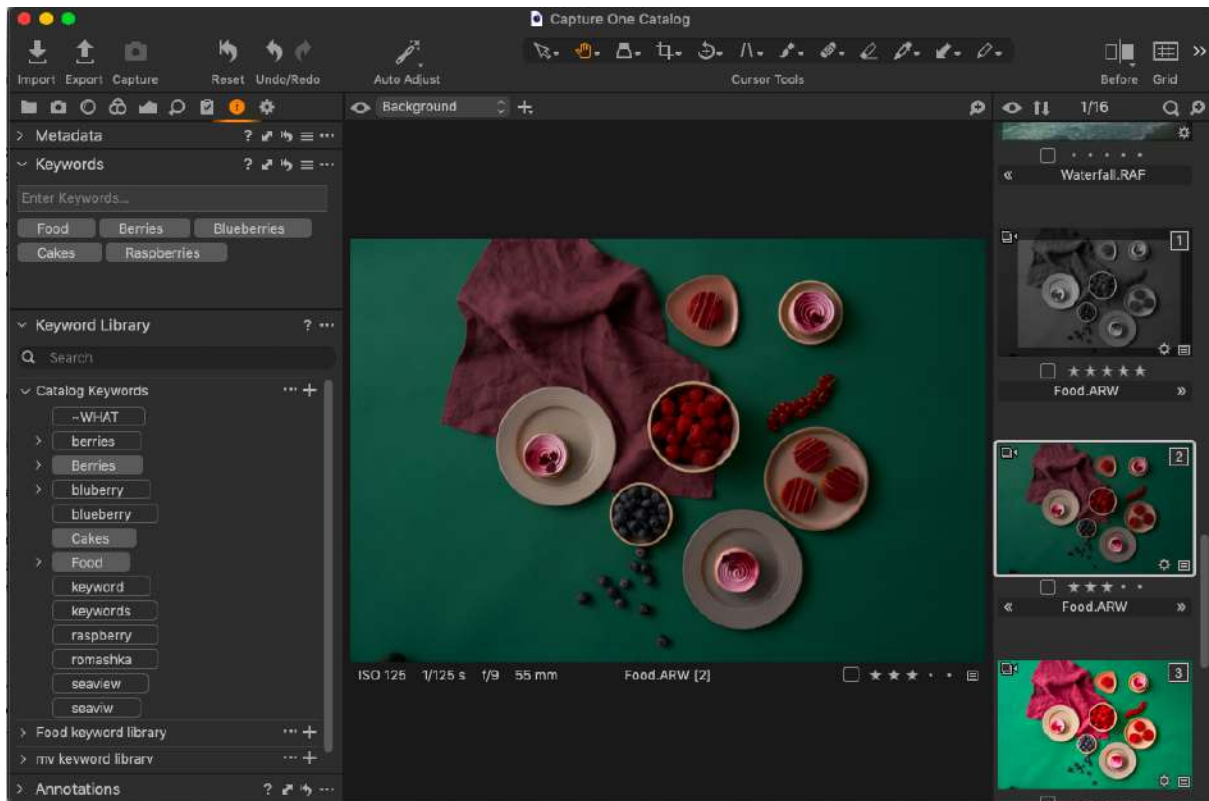 Capture One Catalog
Import Export Capture Reset Undo/Redo Auto Adjust Cursor Tools Before Grid
Background
1/16
Metadata
Keywords
Enter Keywords...
Food Berries Blueberries
Cakes Raspberries
Keyword Library
Search
Catalog Keywords
~WHAT
berries
Berries
bluberry
blueberry
Cakes
Food
keyword
keywords
raspberry
romashka
seaview
seaviw
Food keyword library
my keyword library
Annotations
ISO 125 1/125 s f/9 55 mm Food.ARW [2]
Waterfall.RAF
1
Food.ARW
2
Food.ARW
3